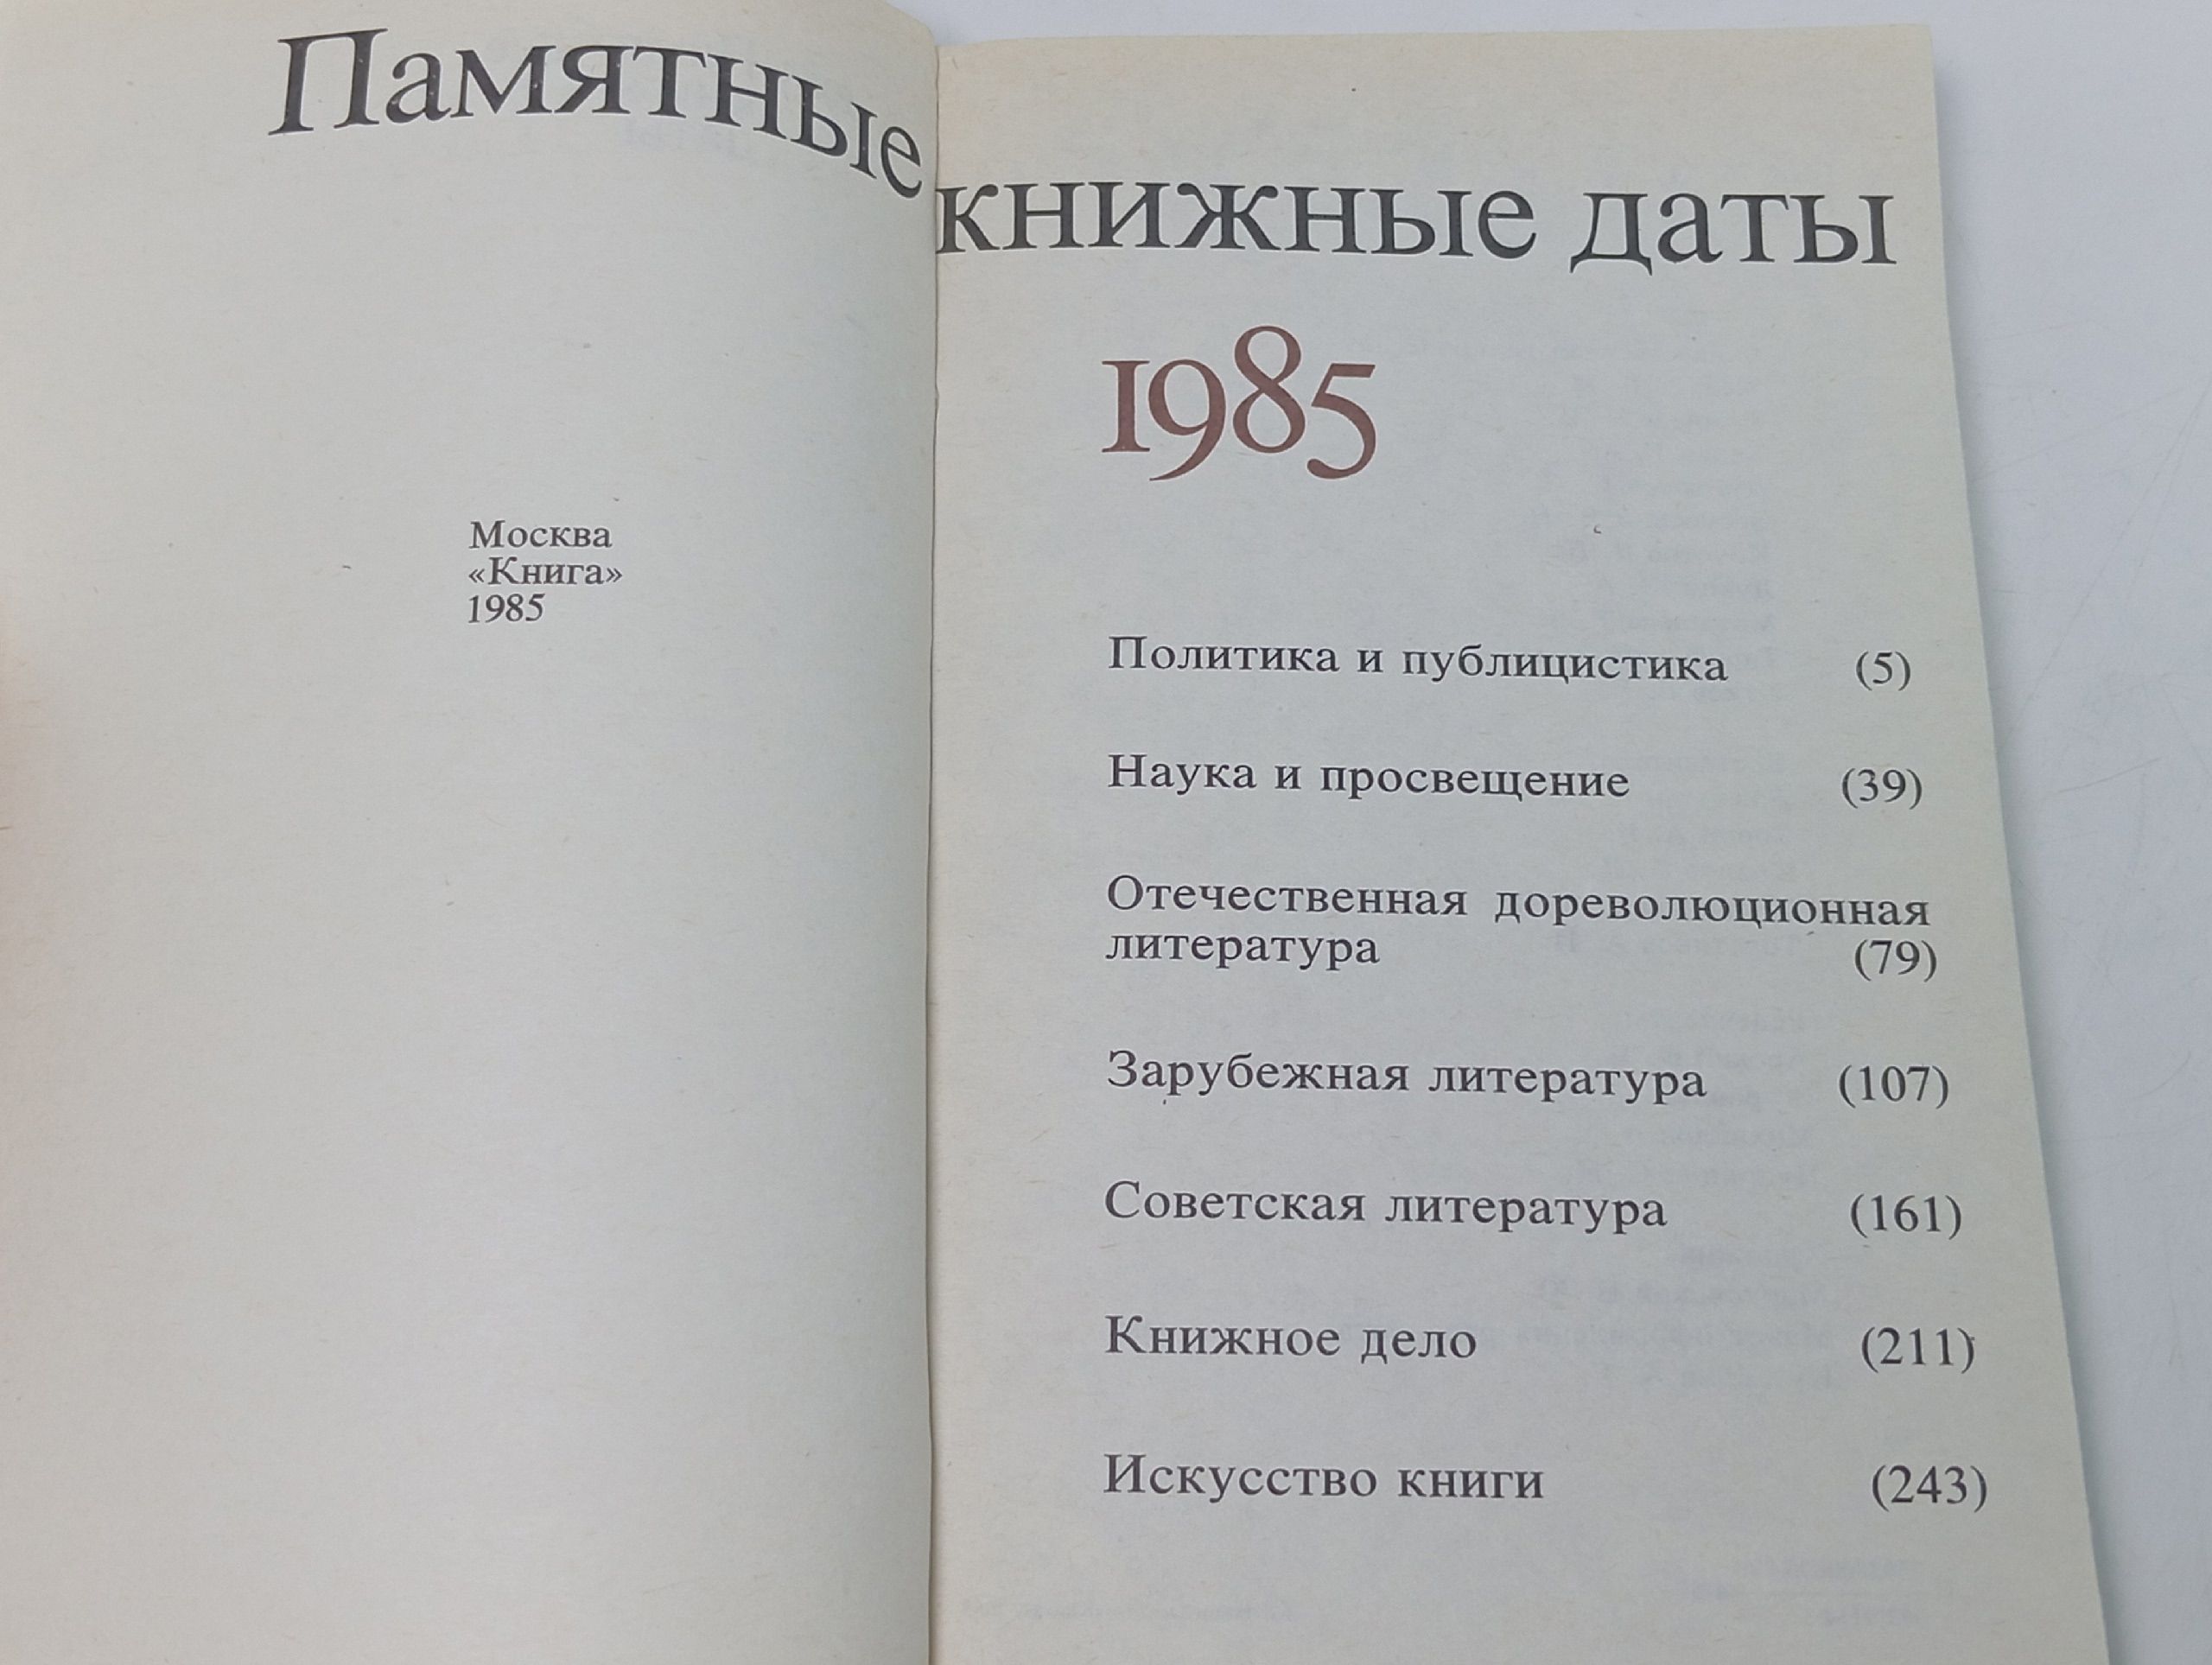 Памятные книжные даты
1985
Москва
«Книга»
1985
Политика и публицистика (5)
Наука и просвещение (39)
Отечественная дореволюционная
литература (79)
Зарубежная литература (107)
Советская литература (161)
Книжное дело (211)
Искусство книги (243)